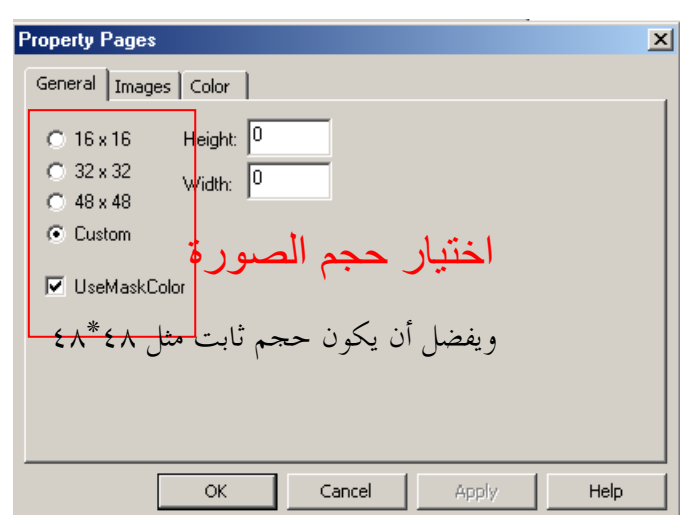 Property Pages
General Images Color
16 x 16
32 x 32
48 x 48
Custom
UseMaskColor
Height: 0
Width: 0
اختيار حجم الصورة
ويفضل أن يكون حجم ثابت مثل ٤٨*٤٨
OK Cancel Apply Help